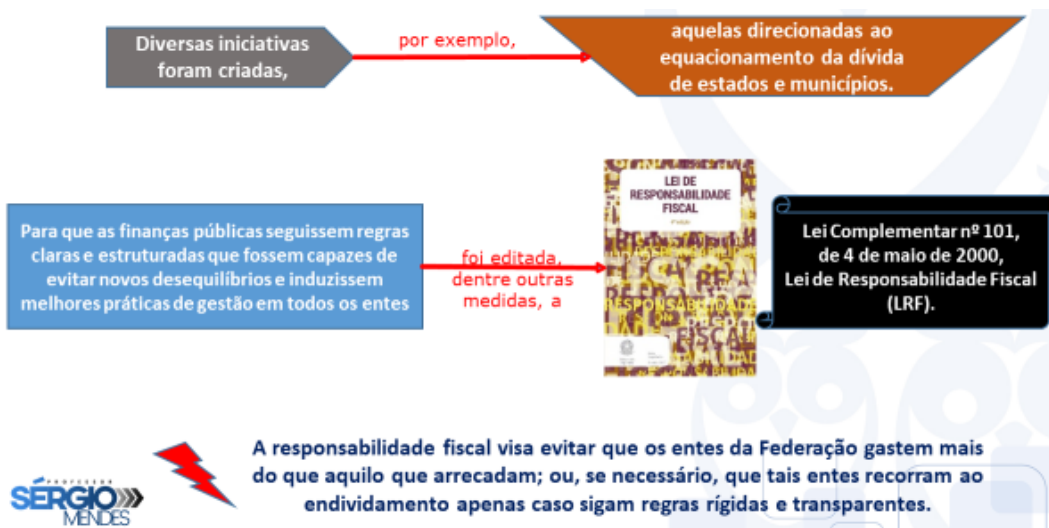 Diversas iniciativas
foram criadas,
por exemplo,
aquelas direcionadas ao
equacionamento da dívida
de estados e municípios.
Para que as finanças públicas seguissem regras
claras e estruturadas que fossem capazes de
evitar novos desequilíbrios e induzissem
melhores práticas de gestão em todos os entes
foi editada,
dentre outras
medidas, a
LEI DE
RESPONSABILIDADE
FISCAL
Lei Complementar nº 101,
de 4 de maio de 2000,
Lei de Responsabilidade Fiscal
(LRF).
A responsabilidade fiscal visa evitar que os entes da Federação gastem mais
do que aquilo que arrecadam; ou, se necessário, que tais entes recorram ao
endividamento apenas caso sigam regras rígidas e transparentes.
PROFESSOR
SÉRGIO
MENDES